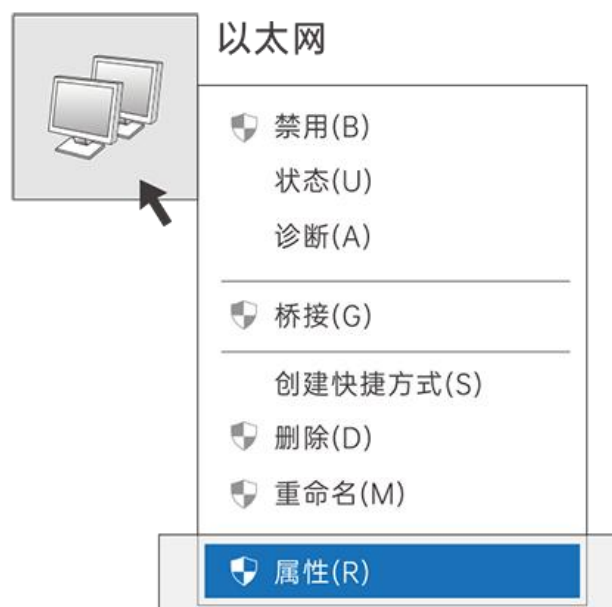 以太网
禁用(B)
状态(U)
诊断(A)
桥接(G)
创建快捷方式(S)
删除(D)
重命名(M)
属性(R)